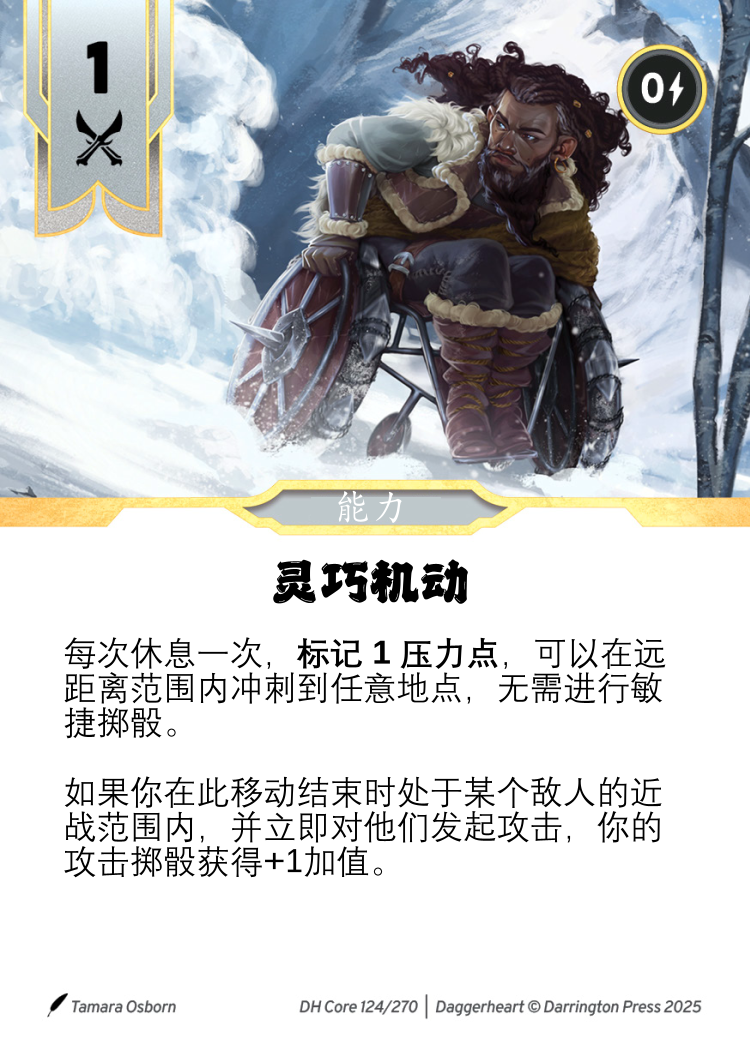 1
0
能力
灵巧机动
每次休息一次，标记 1 压力点，可以在远
距离范围内冲刺到任意地点，无需进行敏
捷掷骰。
如果你在此移动结束时处于某个敌人的近
战范围内，并立即对他们发起攻击，你的
攻击掷骰获得+1加值。
Tamara Osborn
DH Core 124/270 | Daggerheart © Darrington Press 2025